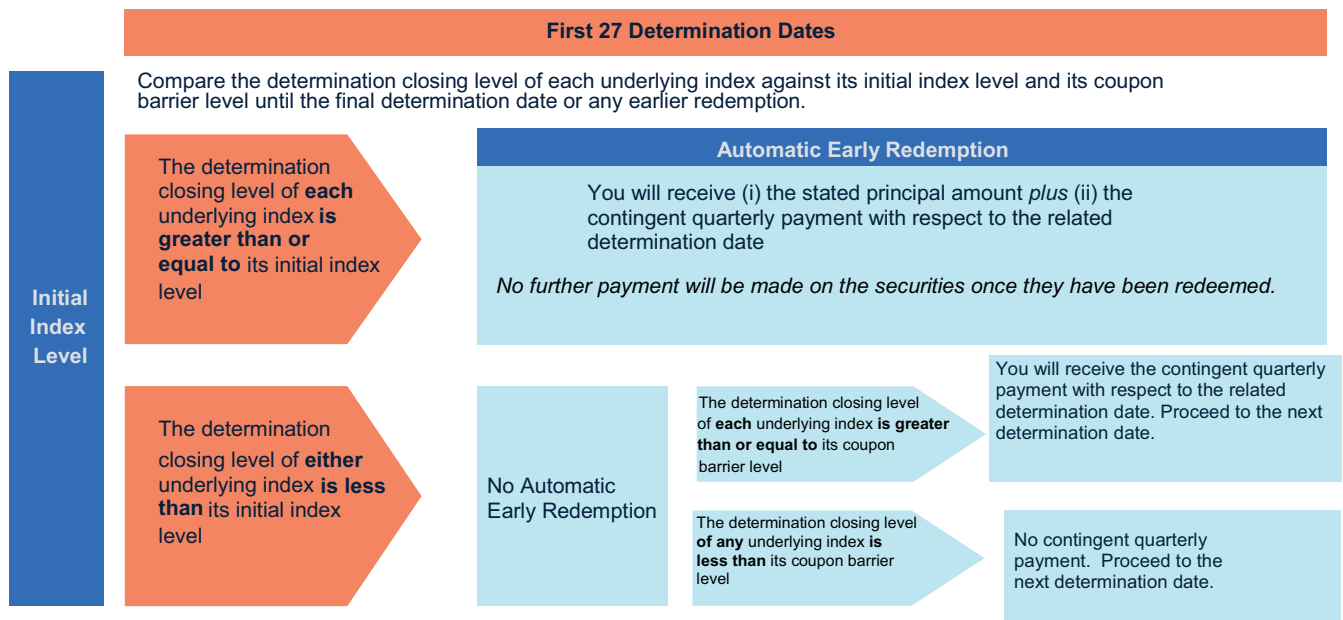 First 27 Determination Dates
Compare the determination closing level of each underlying index against its initial index level and its coupon
barrier level until the final determination date or any earlier redemption.
Initial
Index
Level
The determination
closing level of each
underlying index is
greater than or
equal to its initial index
level
Automatic Early Redemption
You will receive (i) the stated principal amount plus (ii) the
contingent quarterly payment with respect to the related
determination date
No further payment will be made on the securities once they have been redeemed.
The determination
closing level of either
underlying index is less
than its initial index
level
No Automatic
Early Redemption
The determination closing level
of each underlying index is greater
than or equal to its coupon
barrier level
You will receive the contingent quarterly
payment with respect to the related
determination date. Proceed to the next
determination date.
The determination closing level
of any underlying index is
less than its coupon barrier
level
No contingent quarterly
payment. Proceed to the
next determination date.